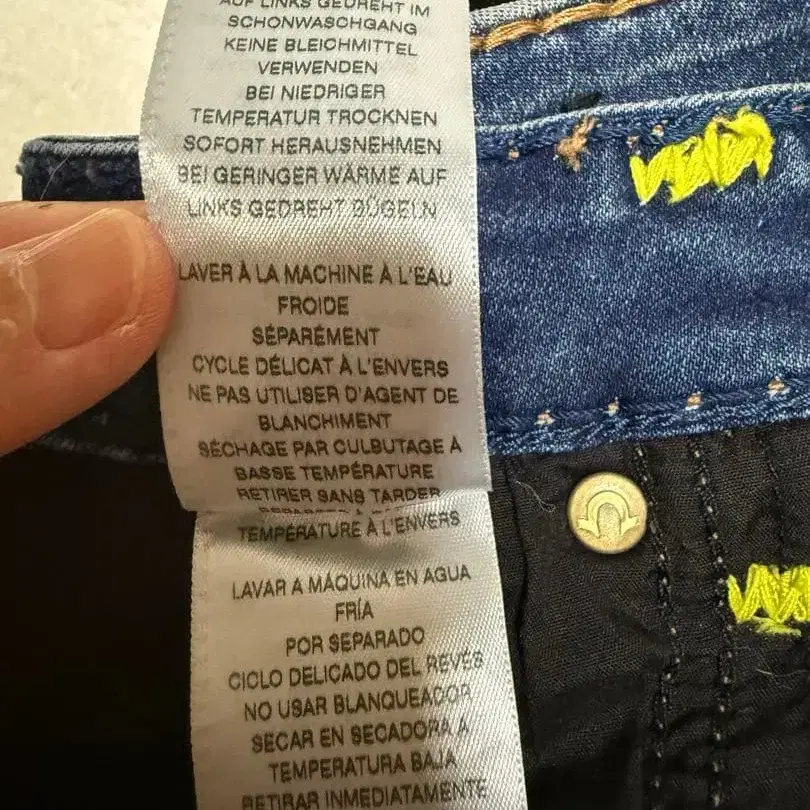 AUF LINKS GEDREHT IM
SCHONWASCHGANG
KEINE BLEICHMITTEL
VERWENDEN
BEI NIEDRIGER
TEMPERATUR TROCKNEN
SOFORT HERAUSNEHMEN
BEI GERINGER WÄRME AUF
LINKS GEDREHT BÜGELN
LAVER À LA MACHINE À L'EAU
FROIDE
SÉPARÉMENT
CYCLE DÉLICAT À L'ENVERS
NE PAS UTILISER D'AGENT DE
BLANCHIMENT
SÉCHAGE PAR CULBUTAGE À
BASSE TEMPÉRATURE
RETIRER SANS TARDER
TEMPÉRATURE À L'ENVERS
LAVAR A MÁQUINA EN AGUA
FRÍA
POR SEPARADO
CICLO DELICADO DEL REVÉS
NO USAR BLANQUEADOR
SECAR EN SECADORA A
TEMPERATURA BAJA
RETIRAR INMEDIATAMENTE